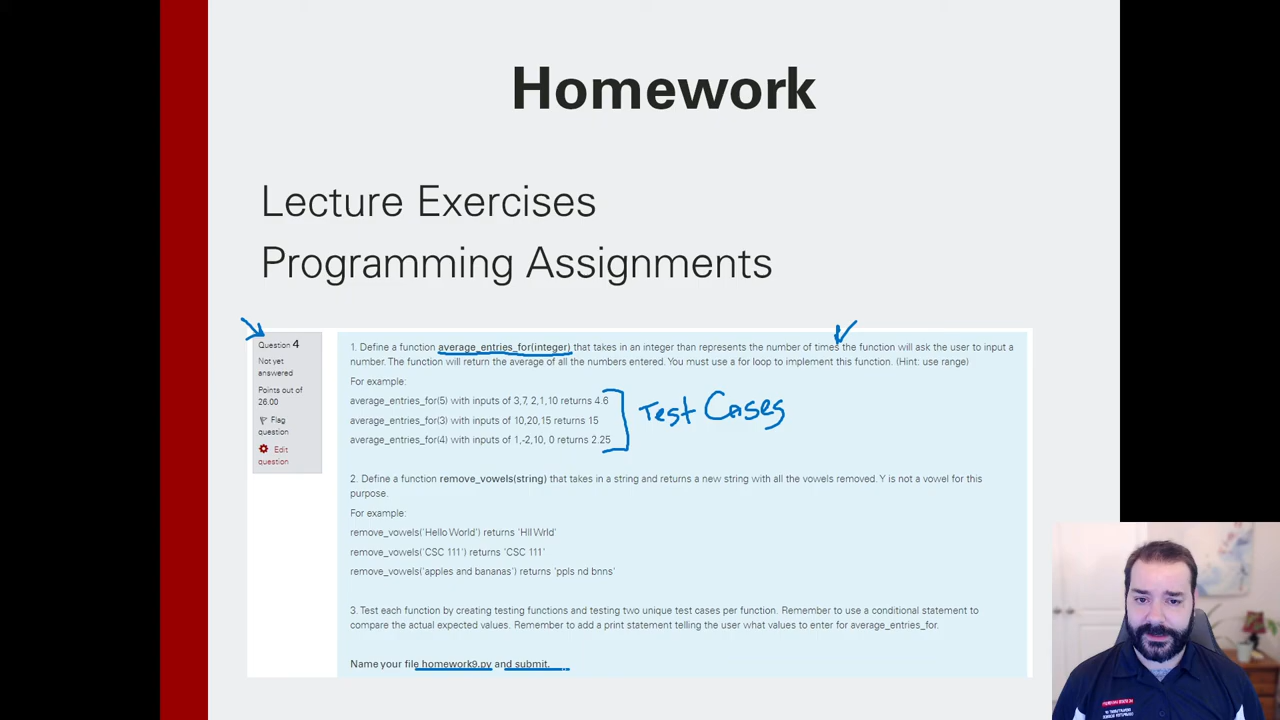 Homework
Lecture Exercises
Programming Assignments
Question 4
Not yet
answered
Points out of
26.00
Flag
question
Edit
question
1. Define a function average_entries_for(integer) that takes in an integer than represents the number of times the function will ask the user to input a
number. The function will return the average of all the numbers entered. You must use a for loop to implement this function. (Hint: use range)
For example:
average_entries_for(5) with inputs of 3,7, 2,1,10 returns 4.6
average_entries_for(3) with inputs of 10,20,15 returns 15
average_entries_for(4) with inputs of 1,-2,10, 0 returns 2.25
Test Cases
2. Define a function remove_vowels(string) that takes in a string and returns a new string with all the vowels removed. Y is not a vowel for this
purpose.
For example:
remove_vowels('Hello World') returns 'Hll Wrld'
remove_vowels('CSC 111') returns 'CSC 111'
remove_vowels('apples and bananas') returns 'ppls nd bnns'
3. Test each function by creating testing functions and testing two unique test cases per function. Remember to use a conditional statement to
compare the actual expected values. Remember to add a print statement telling the user what values to enter for average_entries_for.
Name your file homework9.py and submit.